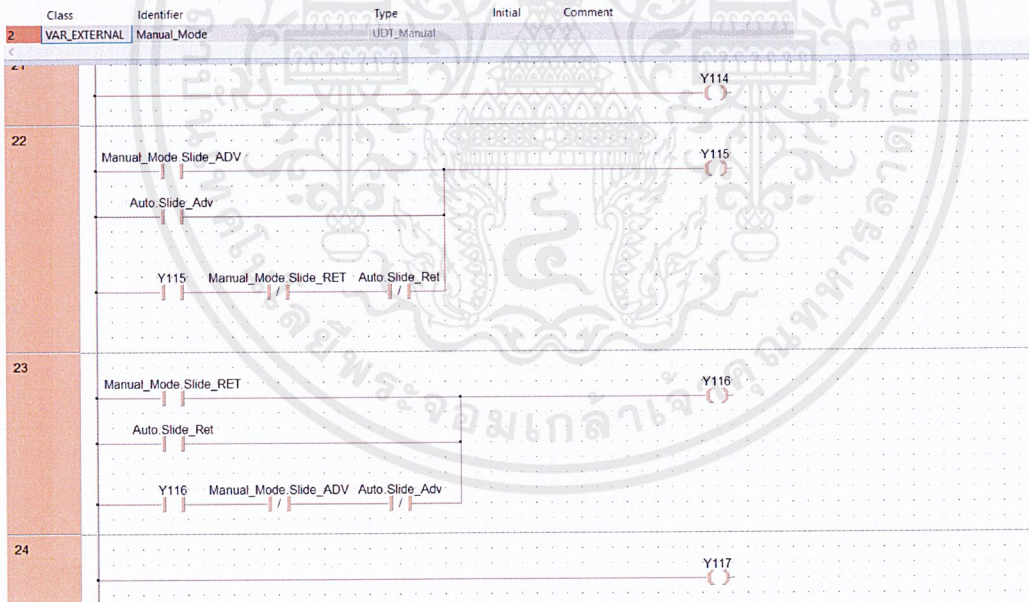 Class Identifier Type Initial Comment
2 VAR_EXTERNAL Manual_Mode UDT_Manual
<
21
Y114
22
Manual_Mode.Slide_ADV Y115
Auto.Slide_Adv
Y115 Manual_Mode.Slide_RET Auto.Slide_Ret
23
Manual_Mode.Slide_RET Y116
Auto.Slide_Ret
Y116 Manual_Mode.Slide_ADV Auto.Slide_Adv
24
Y117